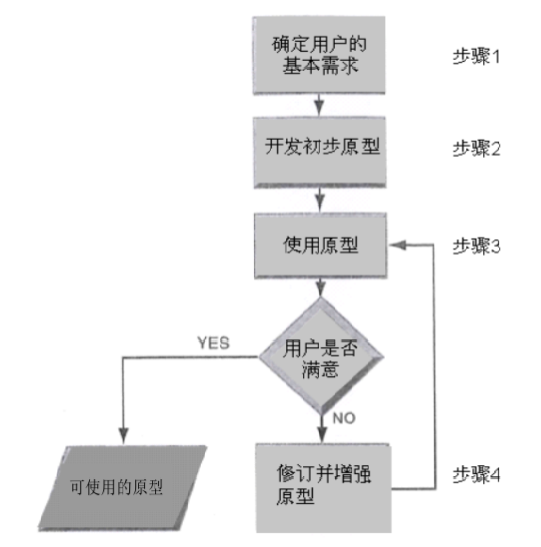 确定用户的
基本需求
步骤1
开发初步原型
步骤2
使用原型
步骤3
YES
用户是否
满意
NO
可使用的原型
修订并增强
原型
步骤4